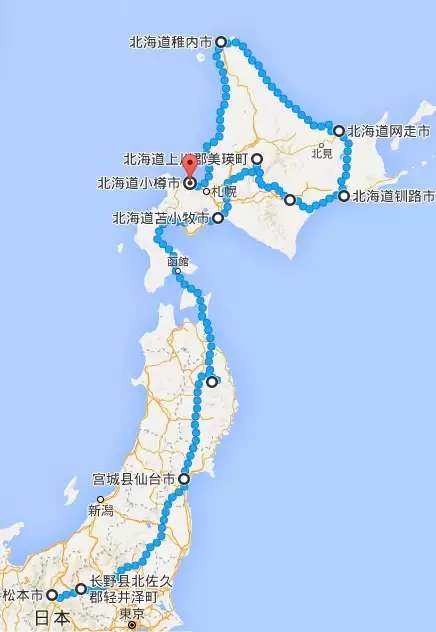 北海道稚内市
北海道网走市
北見
北海道上川郡美瑛町
北海道小樽市
札幌
北海道钏路市
北海道苫小牧市
函館
宫城县仙台市
新潟
长野县北佐久
郡轻井泽町
松本市
日本
東京